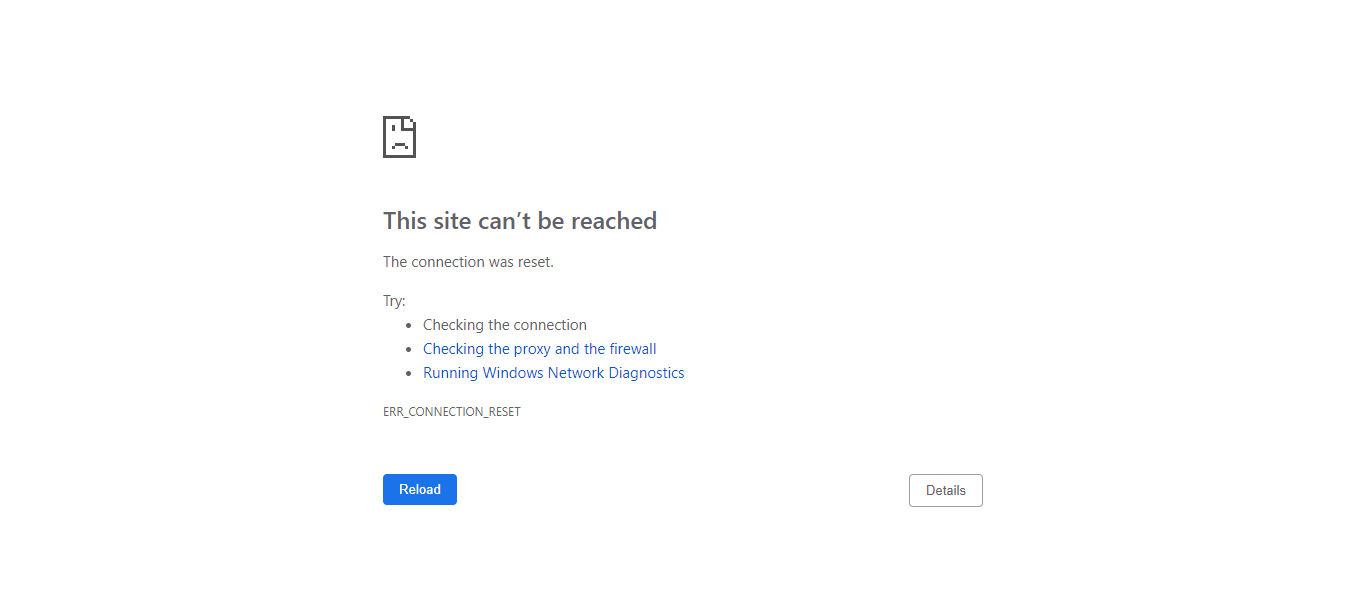 This site can’t be reached
The connection was reset.
Try:
Checking the connection
Checking the proxy and the firewall
Running Windows Network Diagnostics
ERR_CONNECTION_RESET
Reload
Details